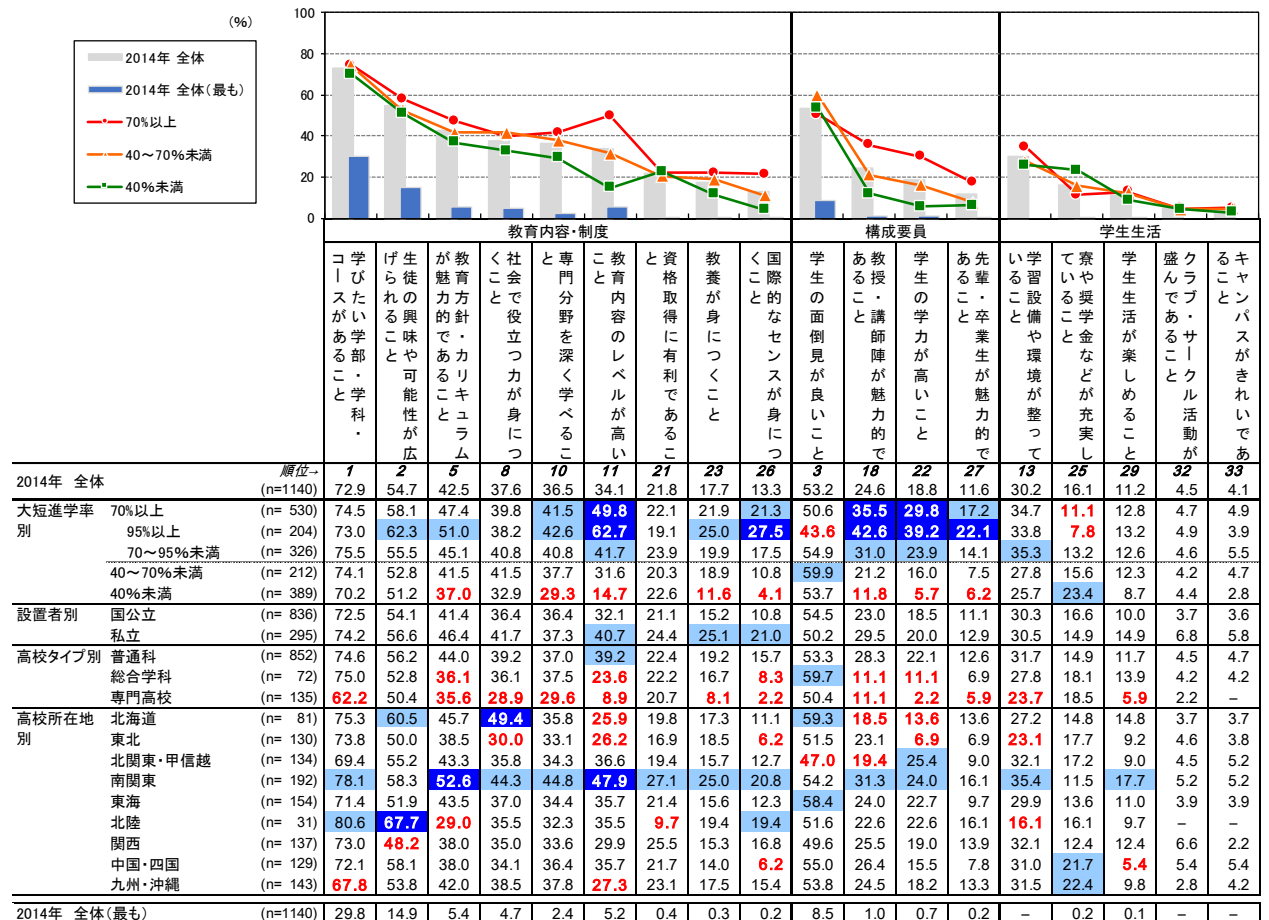 (%)
100
80
60
40
20
0
2014年 全体
2014年 全体(最も)
70%以上
40～70%未満
40%未満
教育内容・制度 構成要員 学生生活
学びたい学部・学科・コースがあること
生徒の興味や可能性が広げられること
教育方針・カリキュラムが魅力的であること
社会で役立つ力が身につくこと
専門分野を深く学べること
教育内容のレベルが高いこと
資格取得に有利であること
教養が身につくこと
国際的なセンスが身につくこと
学生の面倒見が良いこと
教授・講師陣が魅力的であること
学生の学力が高いこと
先輩・卒業生が魅力的であること
学習設備や環境が整っていること
寮や奨学金などが充実していること
学生生活が楽しめること
クラブ・サークル活動が盛んであること
キャンパスがきれいであること
順位→ 1 2 5 8 10 11 21 23 26 3 18 22 27 13 25 29 32 33
2014年 全体 (n=1140) 72.9 54.7 42.5 37.6 36.5 34.1 21.8 17.7 13.3 53.2 24.6 18.8 11.6 30.2 16.1 11.2 4.5 4.1
大短進学率別 70%以上 (n= 530) 74.5 58.1 47.4 39.8 41.5 49.8 22.1 21.9 21.3 50.6 35.5 29.8 17.2 34.7 11.1 12.8 4.7 4.9
95%以上 (n= 204) 73.0 62.3 51.0 38.2 42.6 62.7 19.1 25.0 27.5 43.6 42.6 39.2 22.1 33.8 7.8 13.2 4.9 3.9
70～95%未満 (n= 326) 75.5 55.5 45.1 40.8 40.8 41.7 23.9 19.9 17.5 54.9 31.0 23.9 14.1 35.3 13.2 12.6 4.6 5.5
40～70%未満 (n= 212) 74.1 52.8 41.5 41.5 37.7 31.6 20.3 18.9 10.8 59.9 21.2 16.0 7.5 27.8 15.6 12.3 4.2 4.7
40%未満 (n= 389) 70.2 51.2 37.0 32.9 29.3 14.7 22.6 11.6 4.1 53.7 11.8 5.7 6.2 25.7 23.4 8.7 4.4 2.8
設置者別 国公立 (n= 836) 72.5 54.1 41.4 36.4 36.4 32.1 21.1 15.2 10.8 54.5 23.0 18.5 11.1 30.3 16.6 10.0 3.7 3.6
私立 (n= 295) 74.2 56.6 46.4 41.7 37.3 40.7 24.4 25.1 21.0 50.2 29.5 20.0 12.9 30.5 14.9 14.9 6.8 5.8
高校タイプ別 普通科 (n= 852) 74.6 56.2 44.0 39.2 37.0 39.2 22.4 19.2 15.7 53.3 28.3 22.1 12.6 31.7 14.9 11.7 4.5 4.7
総合学科 (n= 72) 75.0 52.8 36.1 36.1 37.5 23.6 22.2 16.7 8.3 59.7 11.1 11.1 6.9 27.8 18.1 13.9 4.2 4.2
専門高校 (n= 135) 62.2 50.4 35.6 28.9 29.6 8.9 20.7 8.1 2.2 50.4 11.1 2.2 5.9 23.7 18.5 5.9 2.2 –
高校所在地別 北海道 (n= 81) 75.3 60.5 45.7 49.4 35.8 25.9 19.8 17.3 11.1 59.3 18.5 13.6 13.6 27.2 14.8 14.8 3.7 3.7
東北 (n= 130) 73.8 50.0 38.5 30.0 33.1 26.2 16.9 18.5 6.2 51.5 23.1 6.9 6.9 23.1 17.7 9.2 4.6 3.8
北関東・甲信越 (n= 134) 69.4 55.2 43.3 35.8 34.3 36.6 19.4 15.7 12.7 47.0 19.4 25.4 9.0 32.1 17.2 9.0 4.5 5.2
南関東 (n= 192) 78.1 58.3 52.6 44.3 44.8 47.9 27.1 25.0 20.8 54.2 31.3 24.0 16.1 35.4 11.5 17.7 5.2 5.2
東海 (n= 154) 71.4 51.9 43.5 37.0 34.4 35.7 21.4 15.6 12.3 58.4 24.0 22.7 9.7 29.9 13.6 11.0 3.9 3.9
北陸 (n= 31) 80.6 67.7 29.0 35.5 32.3 35.5 9.7 19.4 19.4 51.6 22.6 22.6 16.1 16.1 16.1 9.7 – –
関西 (n= 137) 73.0 48.2 38.0 35.0 33.6 29.9 25.5 15.3 16.8 49.6 25.5 19.0 13.9 32.1 12.4 12.4 6.6 2.2
中国・四国 (n= 129) 72.1 58.1 38.0 34.1 36.4 35.7 21.7 14.0 6.2 55.0 26.4 15.5 7.8 31.0 21.7 5.4 5.4 5.4
九州・沖縄 (n= 143) 67.8 53.8 42.0 38.5 37.8 27.3 23.1 17.5 15.4 53.8 24.5 18.2 13.3 31.5 22.4 9.8 2.8 4.2
2014年 全体(最も) (n=1140) 29.8 14.9 5.4 4.7 2.4 5.2 0.4 0.3 0.2 8.5 1.0 0.7 0.2 – 0.2 0.1 – –